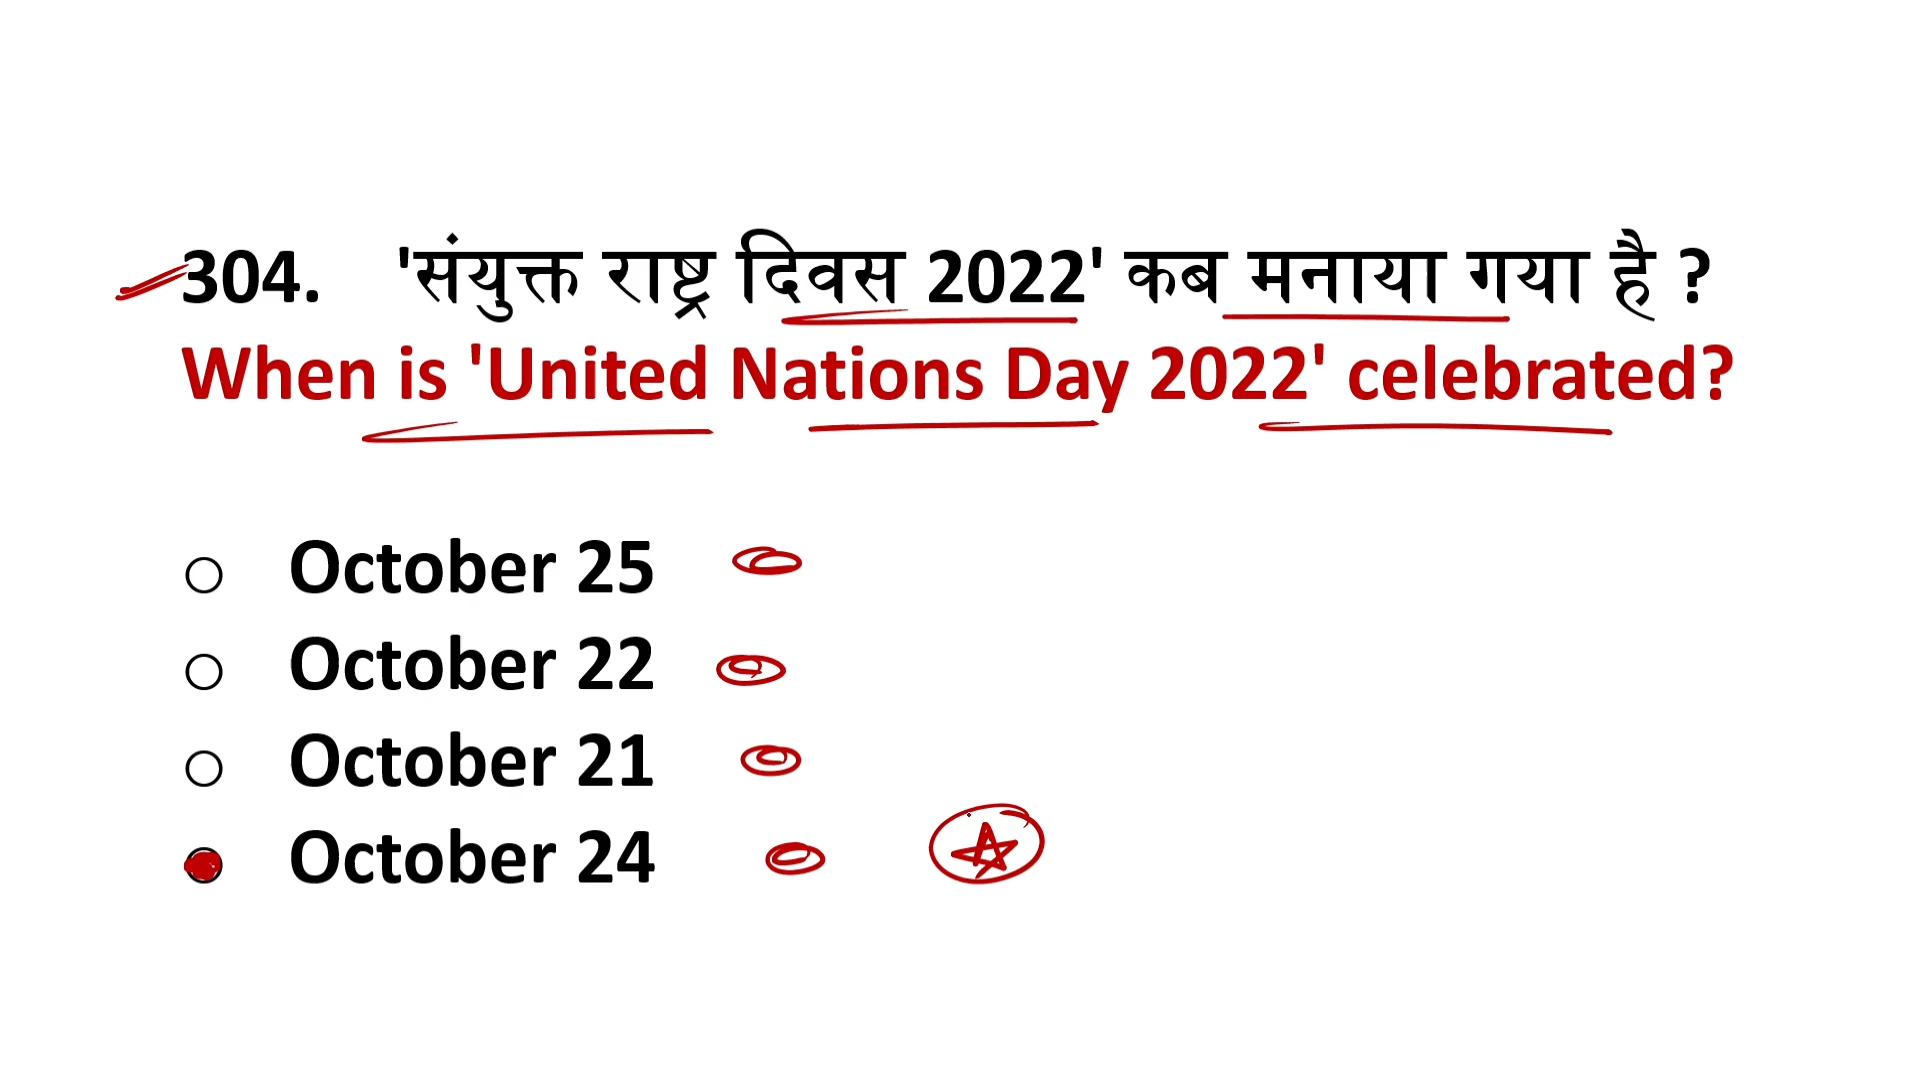 304. 'संयुक्त राष्ट्र दिवस 2022' कब मनाया गया है ?
When is 'United Nations Day 2022' celebrated?
October 25
October 22
October 21
October 24